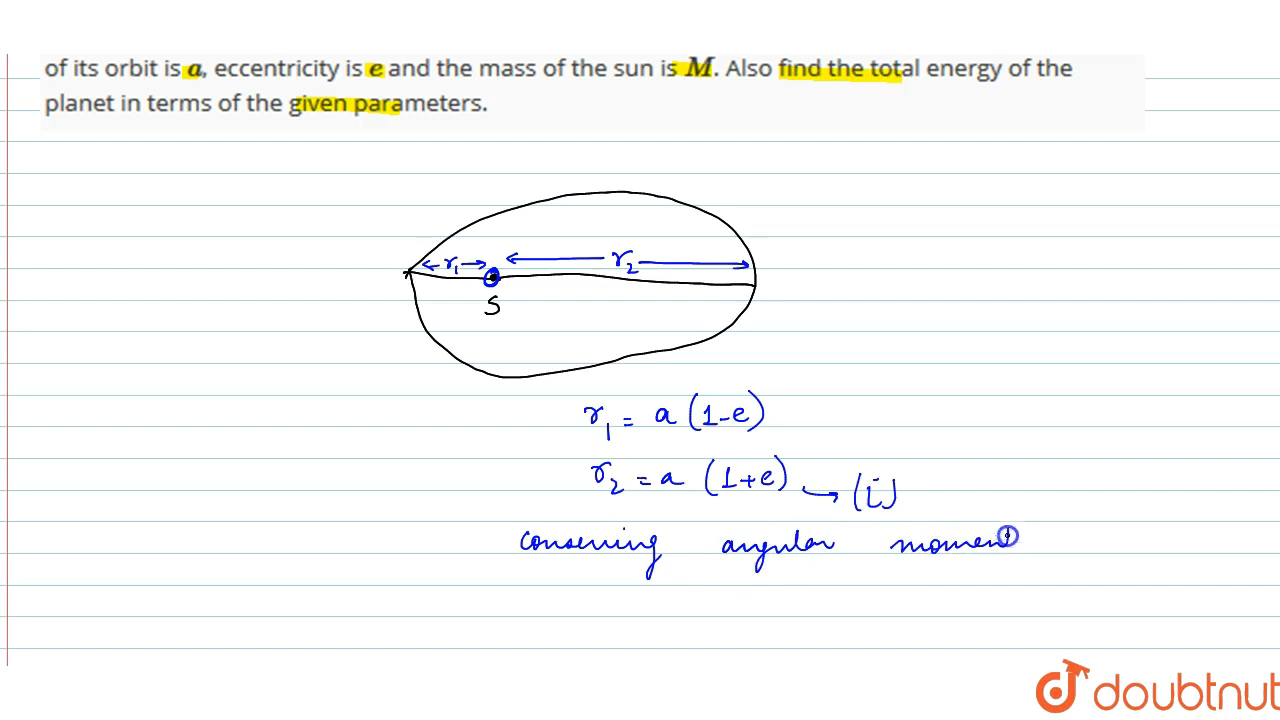 of its orbit is a, eccentricity is e and the mass of the sun is M. Also find the total energy of the
planet in terms of the given parameters.
r₁ r₂
S
r₁ = a (1-e)
r₂ = a (1+e) → (i)
conserving angular moment
doubtnut